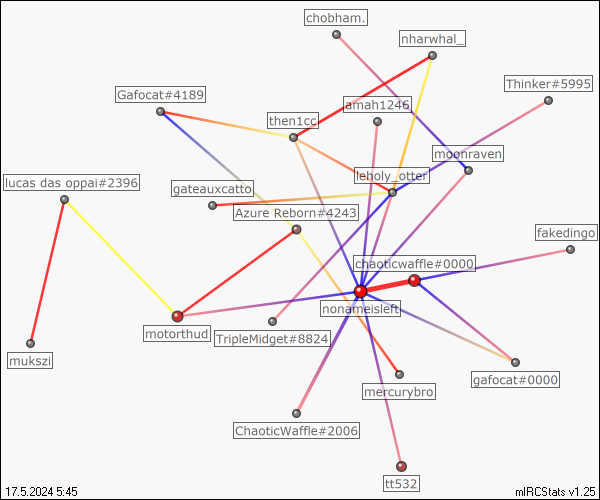 chobham.
nharwhal_
Thinker#5995
Gafocat#4189
amah1246
then1cc
moonraven
leholy_otter
lucas das oppai#2396
gateauxcatto
Azure Reborn#4243
fakedingo
chaoticwaffle#0000
nonameisleft
motorthud
TripleMidget#8824
mukszi
gafocat#0000
mercurybro
ChaoticWaffle#2006
tt532
17.5.2024 5:45
mIRCStats v1.25